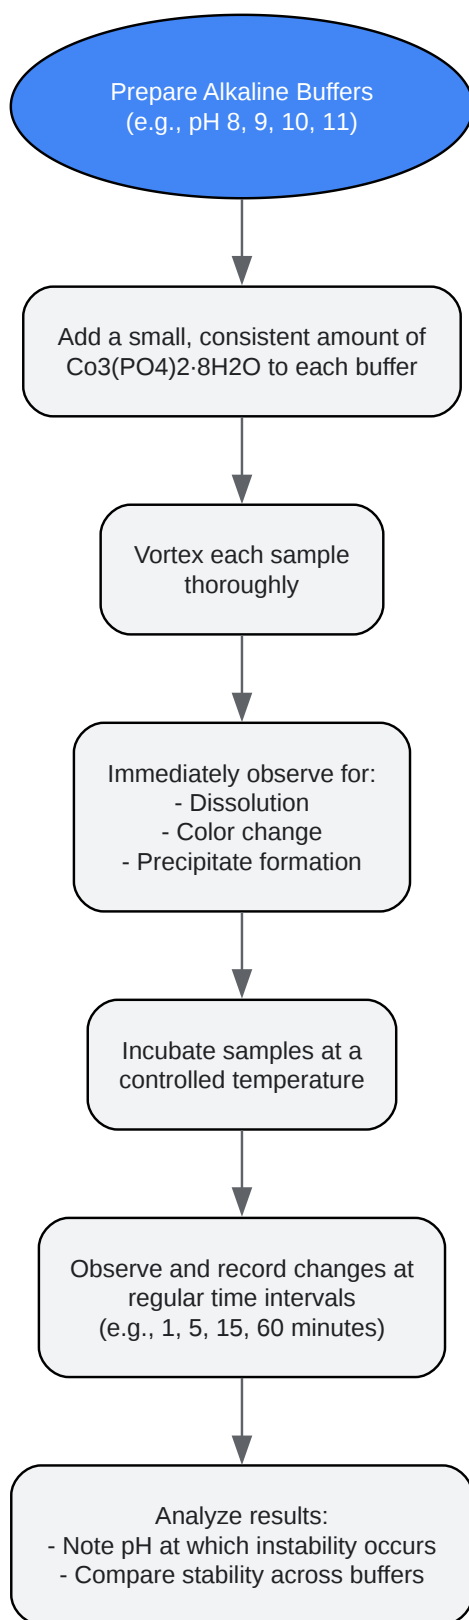 Prepare Alkaline Buffers
(e.g., pH 8, 9, 10, 11)
Add a small, consistent amount of
Co3(PO4)2·8H2O to each buffer
Vortex each sample
thoroughly
Immediately observe for:
- Dissolution
- Color change
- Precipitate formation
Incubate samples at a
controlled temperature
Observe and record changes at
regular time intervals
(e.g., 1, 5, 15, 60 minutes)
Analyze results:
- Note pH at which instability occurs
- Compare stability across buffers